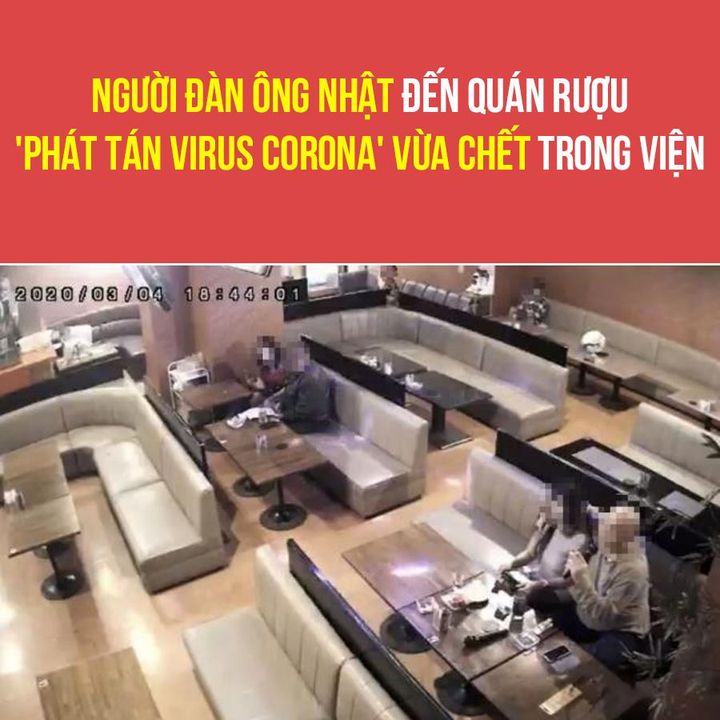 NGƯỜI ĐÀN ÔNG NHẬT ĐẾN QUÁN RƯỢU
'PHÁT TÁN VIRUS CORONA' VỪA CHẾT TRONG VIỆN
2020/03/04 18:44:01